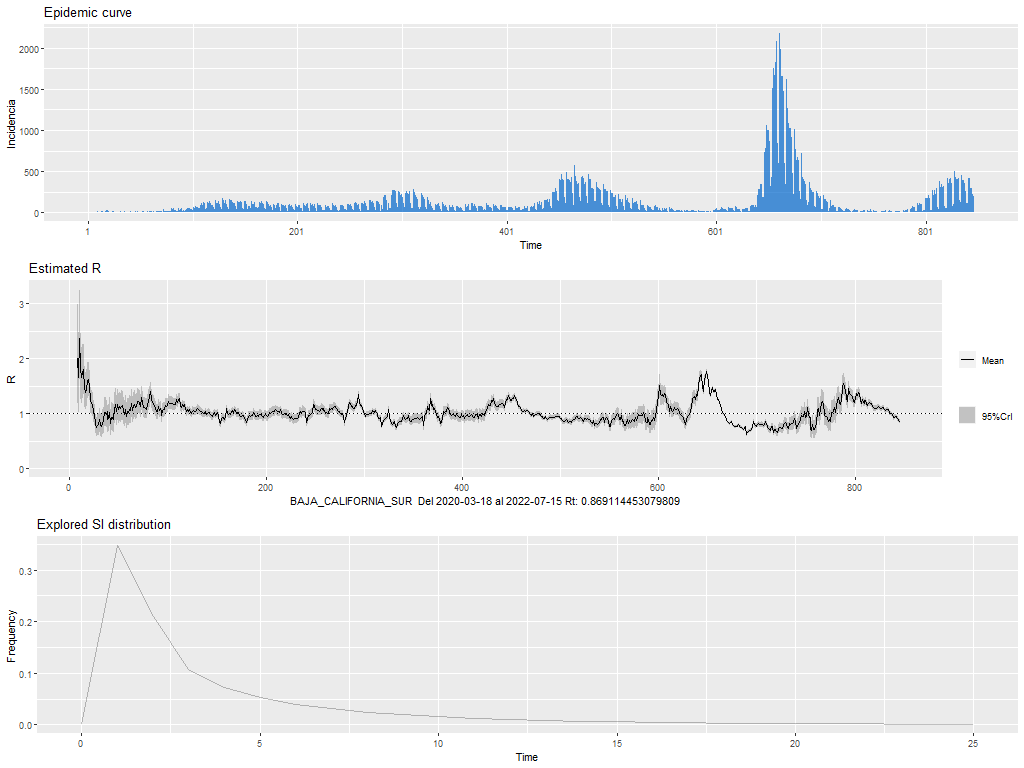 Epidemic curve
Incidencia
2000
1500
1000
500
0
1
201
401
601
801
Time
Estimated R
R
3
2
1
0
0
200
400
600
800
Mean
95%CrI
BAJA_CALIFORNIA_SUR Del 2020-03-18 al 2022-07-15 Rt: 0.869114453079809
Explored SI distribution
Frequency
0.3
0.2
0.1
0.0
0
5
10
15
20
25
Time